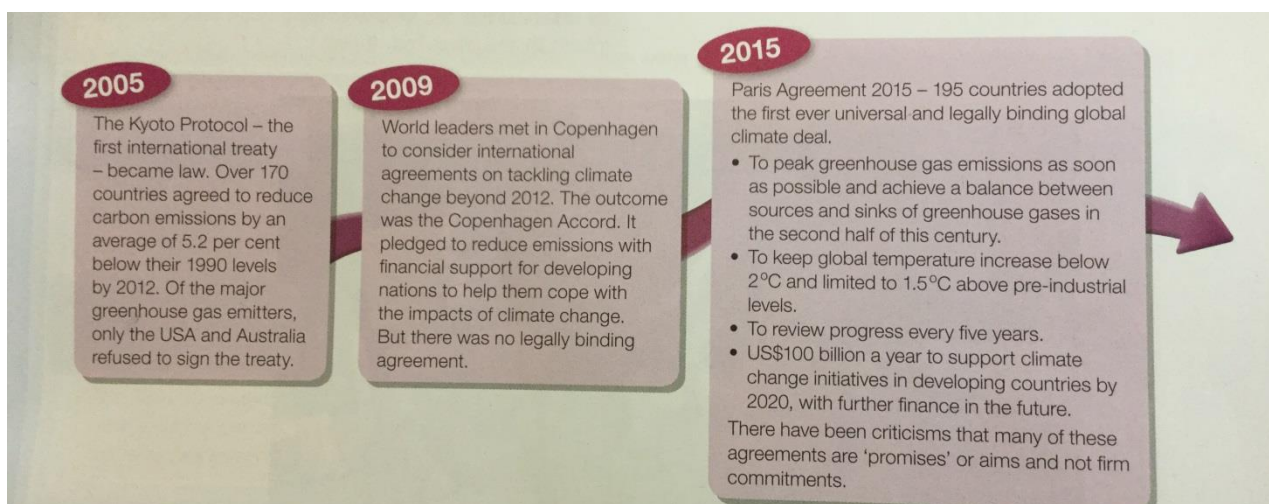 2005
The Kyoto Protocol – the
first international treaty
– became law. Over 170
countries agreed to reduce
carbon emissions by an
average of 5.2 per cent
below their 1990 levels
by 2012. Of the major
greenhouse gas emitters,
only the USA and Australia
refused to sign the treaty.
2009
World leaders met in Copenhagen
to consider international
agreements on tackling climate
change beyond 2012. The outcome
was the Copenhagen Accord. It
pledged to reduce emissions with
financial support for developing
nations to help them cope with
the impacts of climate change.
But there was no legally binding
agreement.
2015
Paris Agreement 2015 – 195 countries adopted
the first ever universal and legally binding global
climate deal.
• To peak greenhouse gas emissions as soon
as possible and achieve a balance between
sources and sinks of greenhouse gases in
the second half of this century.
• To keep global temperature increase below
2°C and limited to 1.5°C above pre-industrial
levels.
• To review progress every five years.
• US$100 billion a year to support climate
change initiatives in developing countries by
2020, with further finance in the future.
There have been criticisms that many of these
agreements are 'promises' or aims and not firm
commitments.